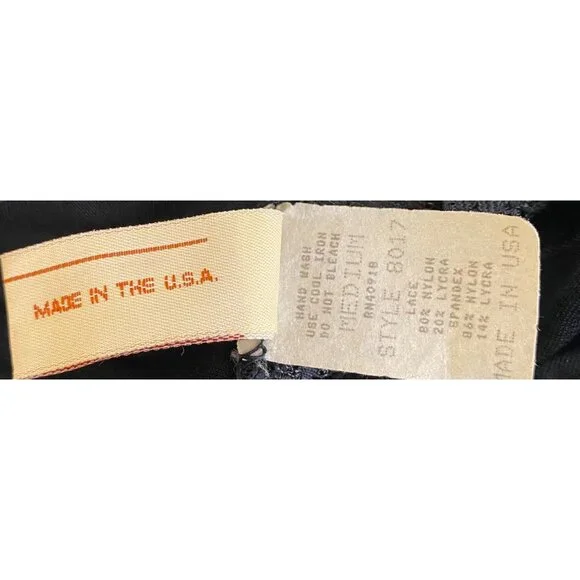 MADE IN THE U.S.A.
HAND WASH
USE COOL IRON
DO NOT BLEACH
MEDIUM
RN40918
STYLE 8017
LACE
80% NYLON
20% LYCRA
SPANDEX
86% NYLON
14% LYCRA
MADE IN USA